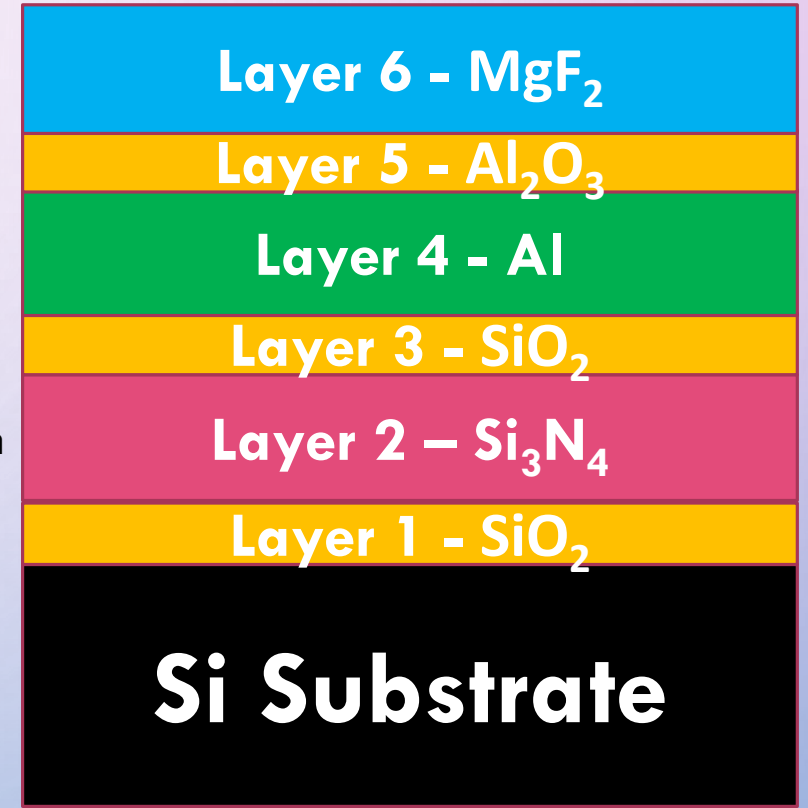 Layer 6 - MgF₂
Layer 5 - Al₂O₃
Layer 4 - Al
Layer 3 - SiO₂
Layer 2 – Si₃N₄
Layer 1 - SiO₂
Si Substrate